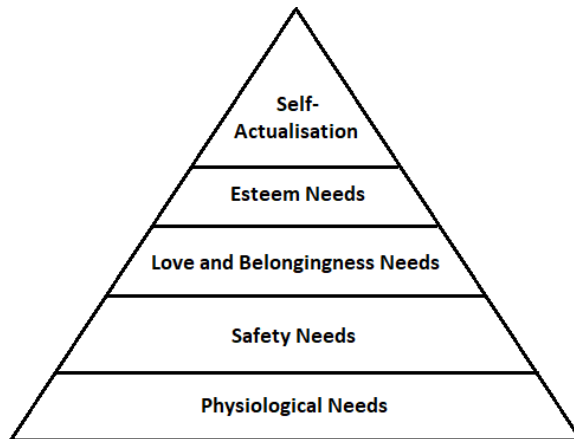 Self-
Actualisation
Esteem Needs
Love and Belongingness Needs
Safety Needs
Physiological Needs